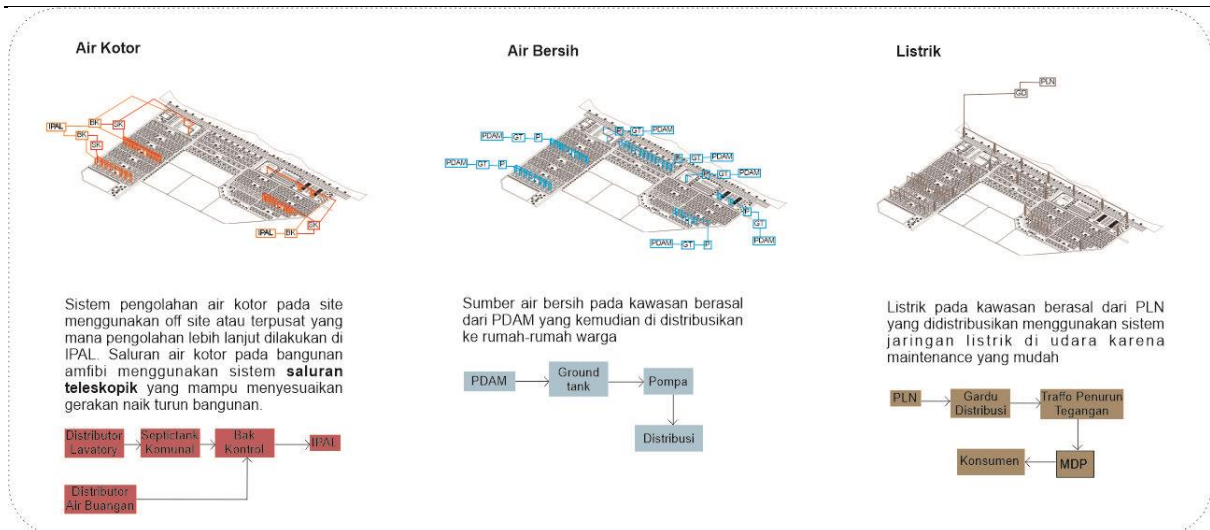 Air Kotor
IPAL
BK
SK
BK
SK
IPAL
BK
SK
Sistem pengolahan air kotor pada site
menggunakan off site atau terpusat yang
mana pengolahan lebih lanjut dilakukan di
IPAL. Saluran air kotor pada bangunan
amfibi menggunakan sistem saluran
teleskopik yang mampu menyesuaikan
gerakan naik turun bangunan.
Distributor
Lavatory
Septictank
Komunal
Bak
Kontrol
IPAL
Distributor
Air Buangan
Air Bersih
PDAM
GT
P
PDAM
GT
P
P
GT
PDAM
P
GT
PDAM
P
GT
PDAM
P
GT
PDAM
PDAM
GT
P
Sumber air bersih pada kawasan berasal
dari PDAM yang kemudian di distribusikan
ke rumah-rumah warga
PDAM
Ground
tank
Pompa
Distribusi
Listrik
PLN
GD
Listrik pada kawasan berasal dari PLN
yang didistribusikan menggunakan sistem
jaringan listrik di udara karena
maintenance yang mudah
PLN
Gardu
Distribusi
Traffo Penurun
Tegangan
Konsumen
MDP